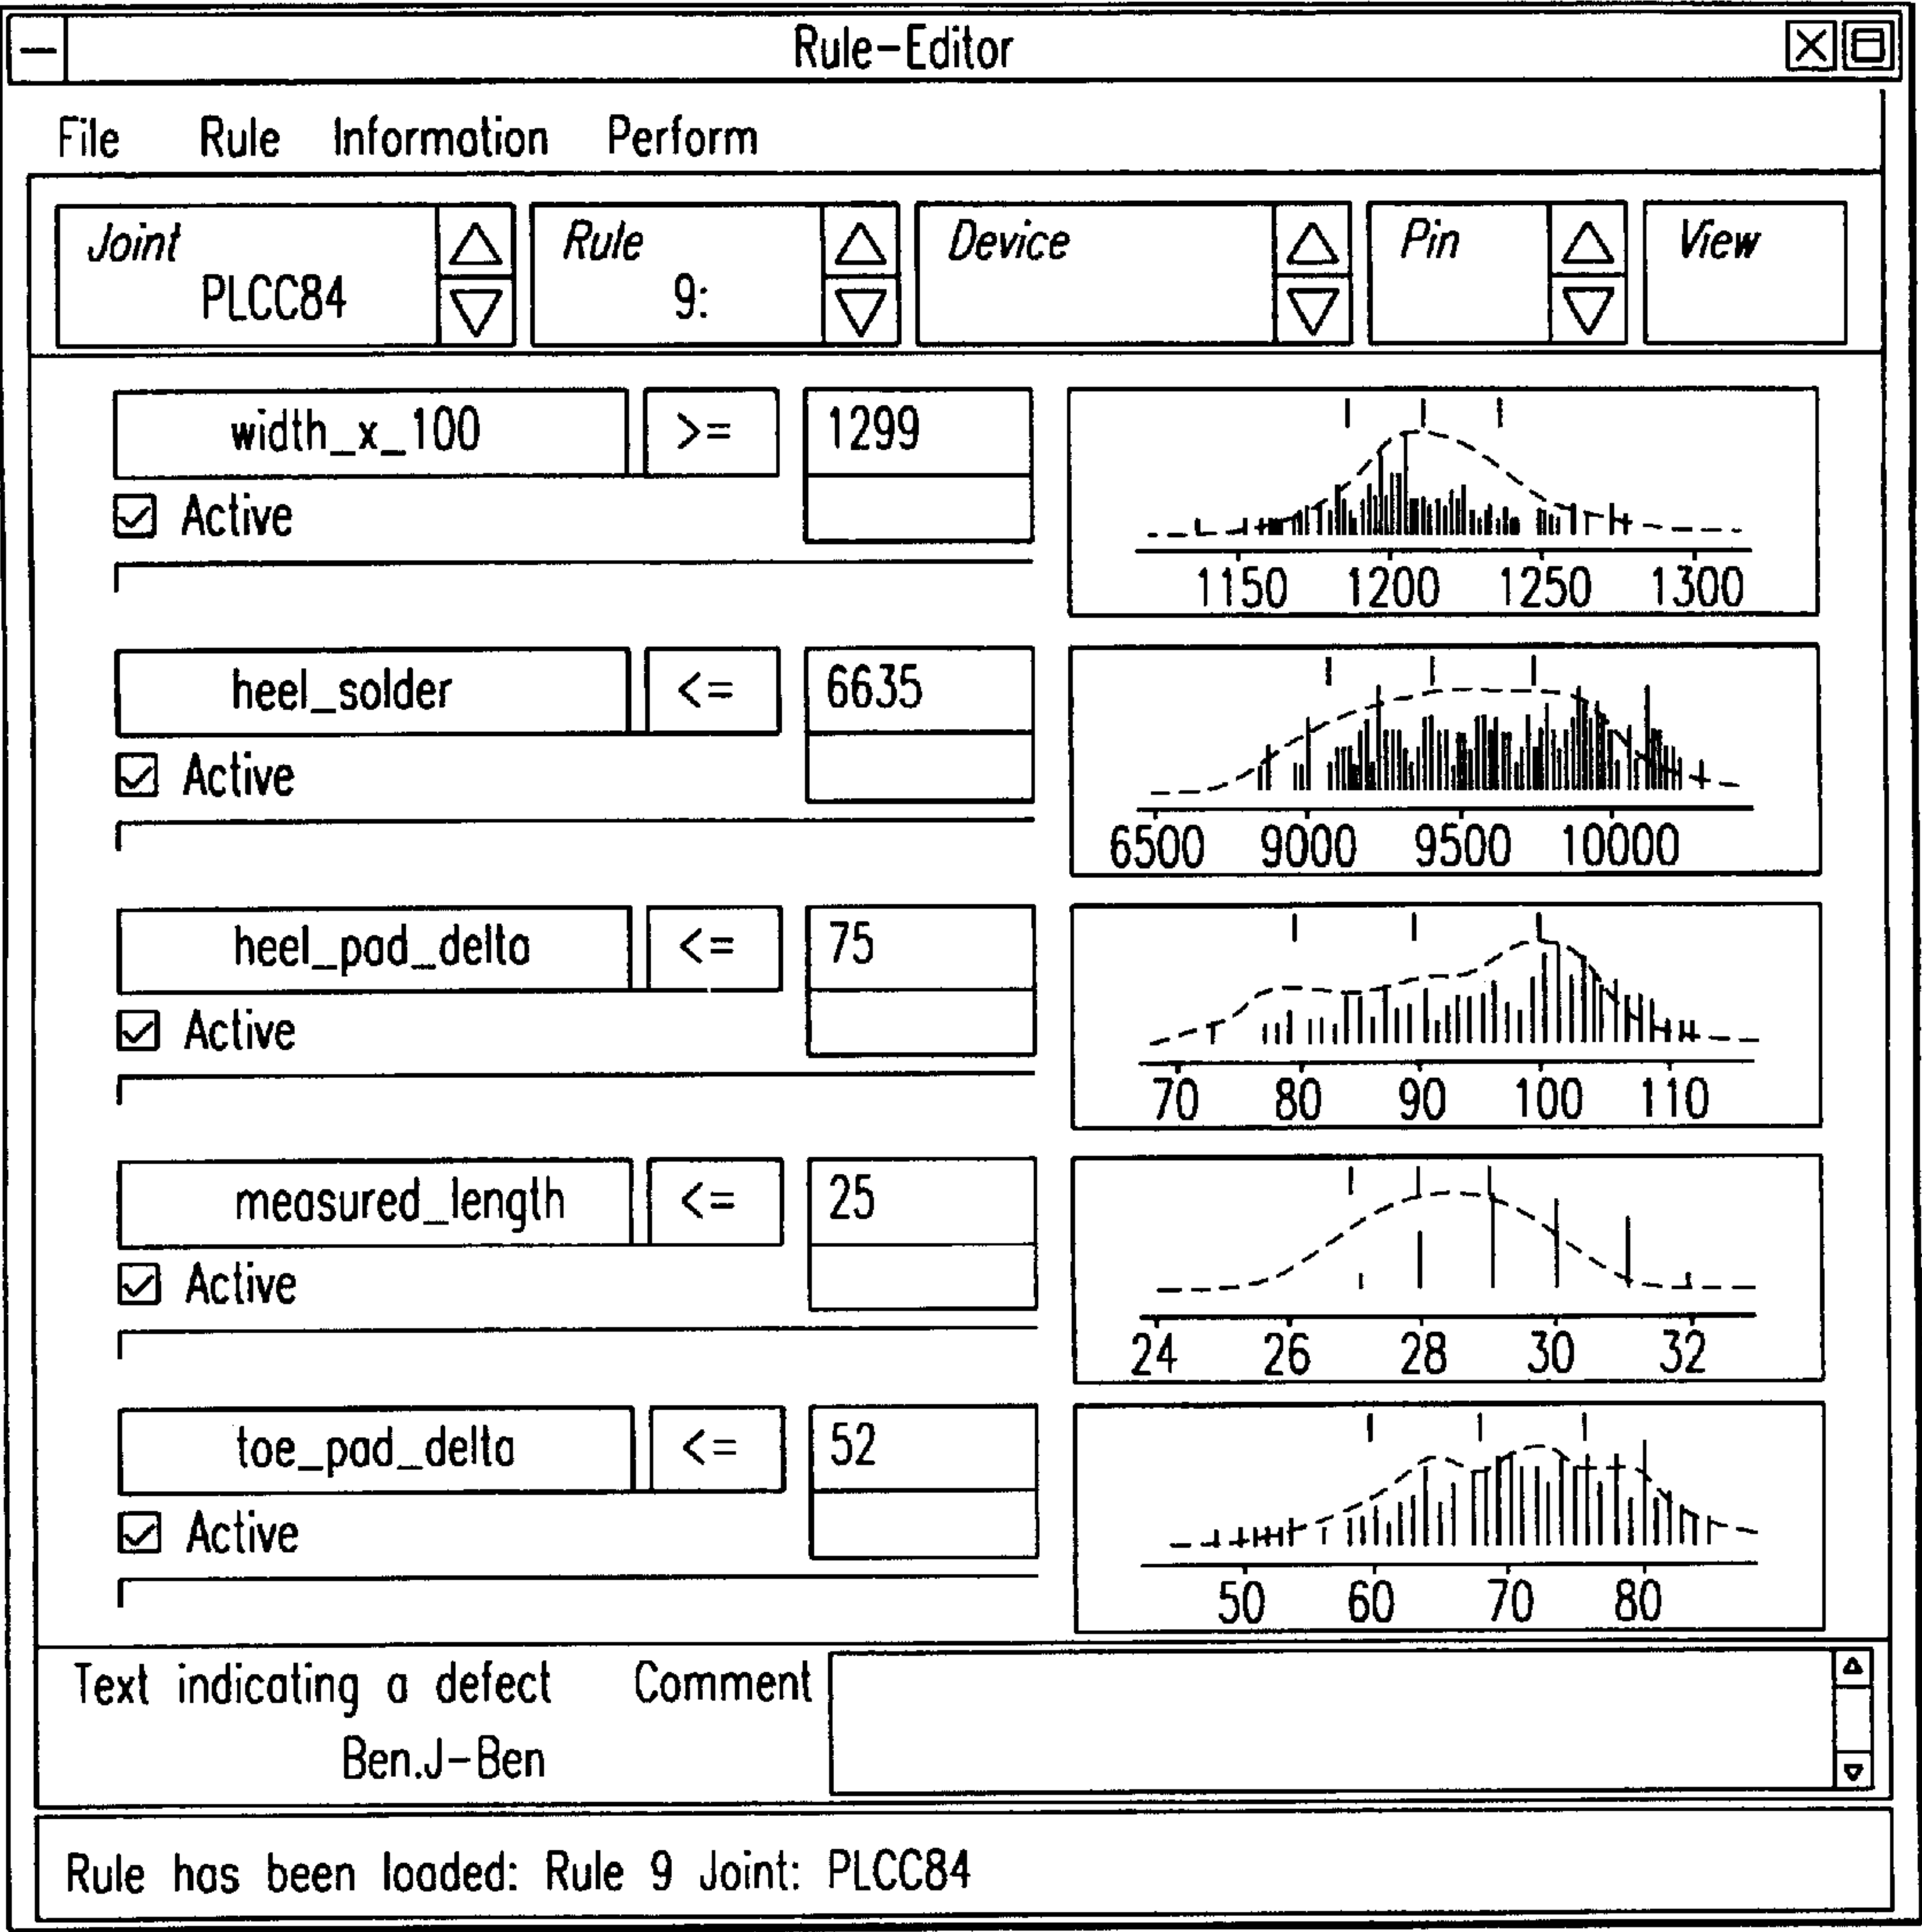 Rule-Editor
File Rule Information Perform
Joint Rule Device Pin View
PLCC84 9:
width_x_100 >= 1299
Active
1150 1200 1250 1300
heel_solder <= 6635
Active
6500 9000 9500 10000
heel_pad_delta <= 75
Active
70 80 90 100 110
measured_length <= 25
Active
24 26 28 30 32
toe_pad_delta <= 52
Active
50 60 70 80
Text indicating a defect Comment
Ben.J-Ben
Rule has been loaded: Rule 9 Joint: PLCC84